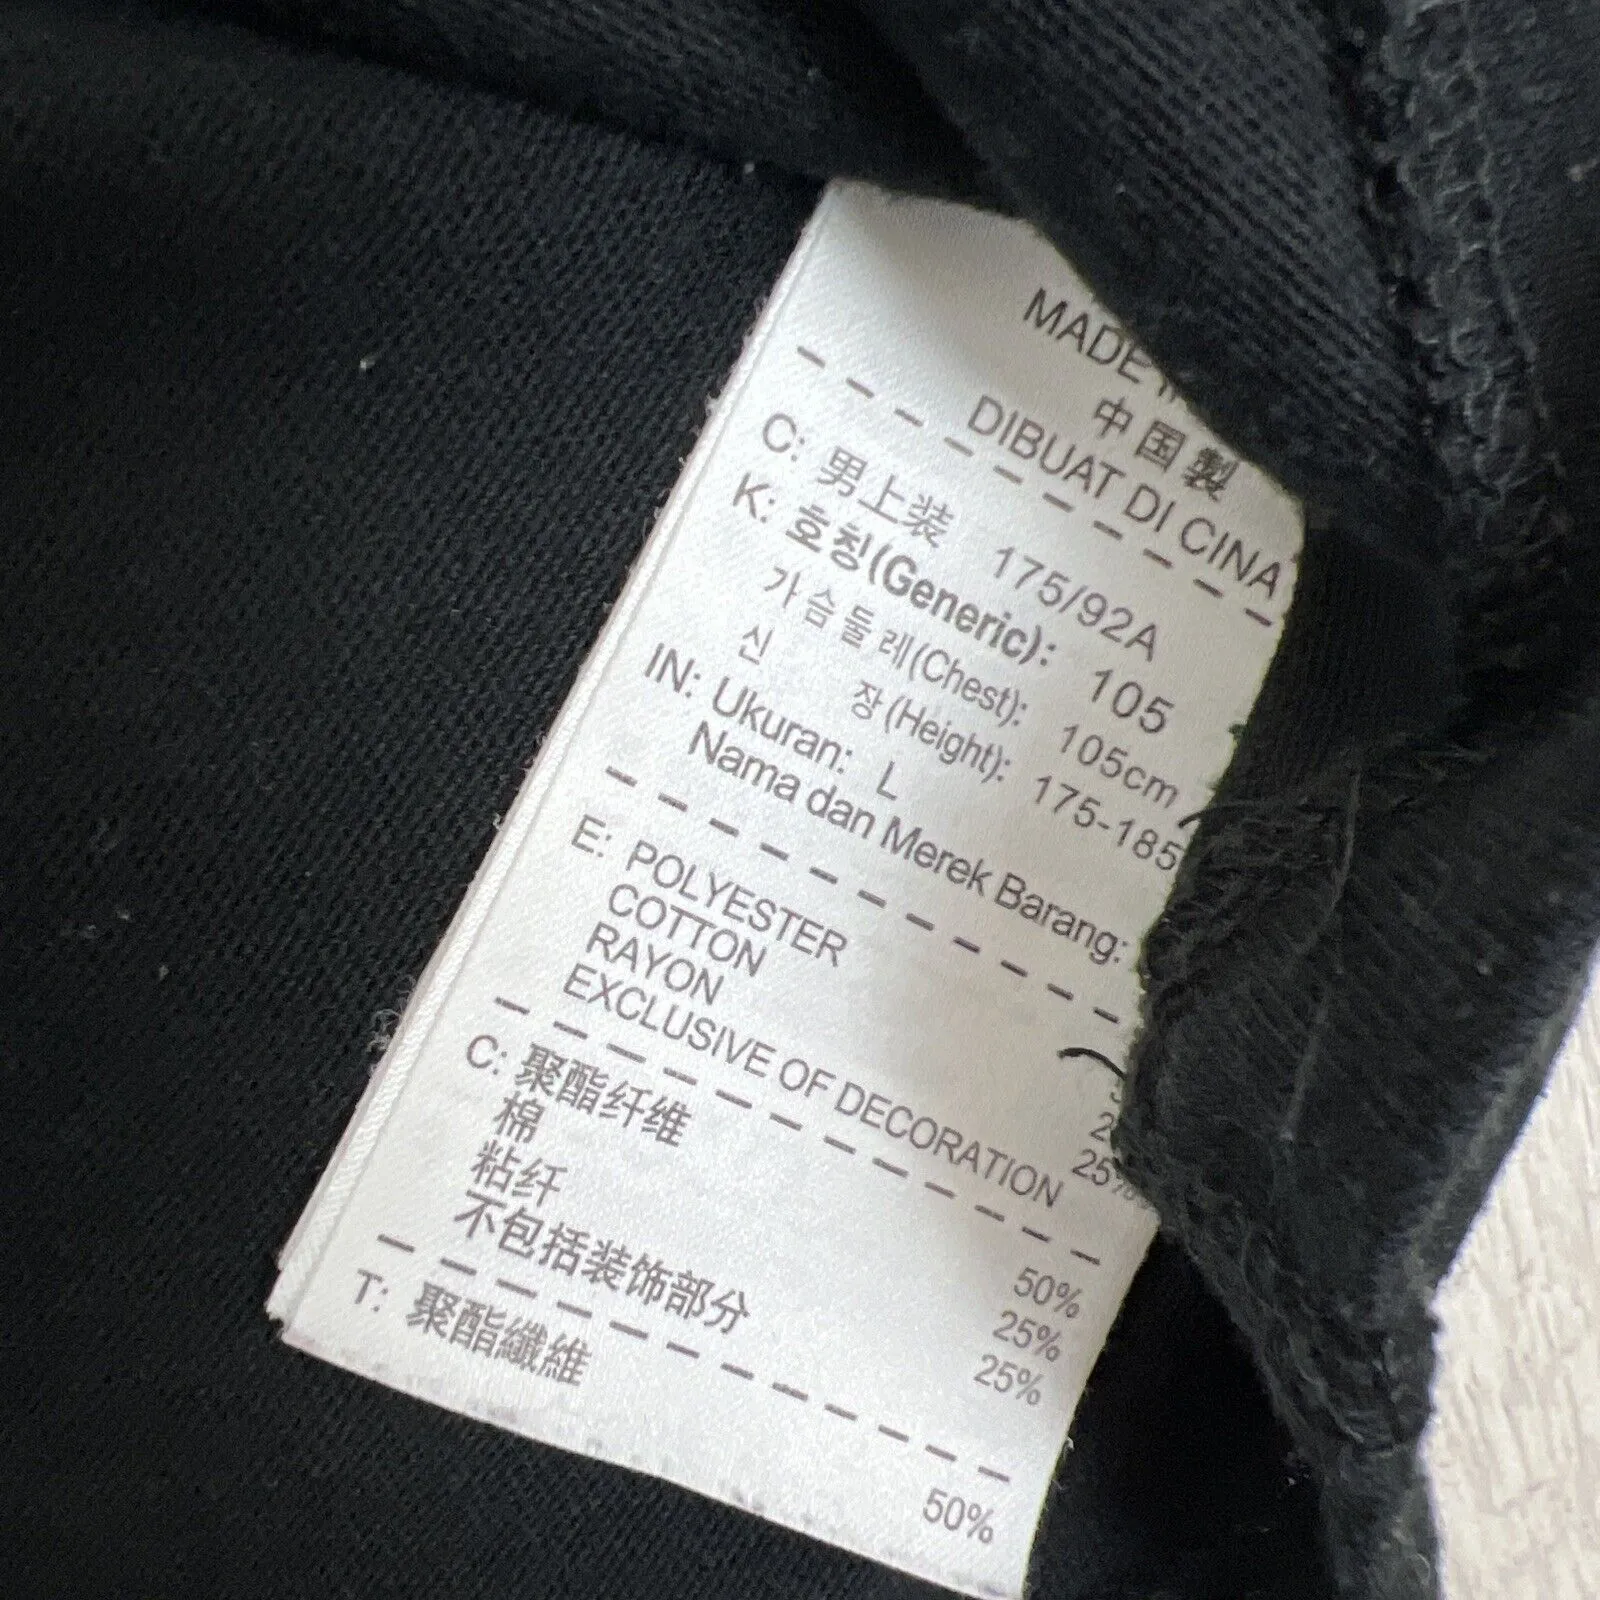 MADE
中国製
DIBUAT DI CINA
C: 男上装 175/92A
K: 호칭(Generic): 105
가슴둘레(Chest): 105cm
신 장(Height): 175-185
IN: Ukuran: L
Nama dan Merek Barang:
E: POLYESTER
COTTON
RAYON 25%
EXCLUSIVE OF DECORATION
C: 聚酯纤维 50%
棉 25%
粘纤 25%
不包括装饰部分
T: 聚酯纖維 50%